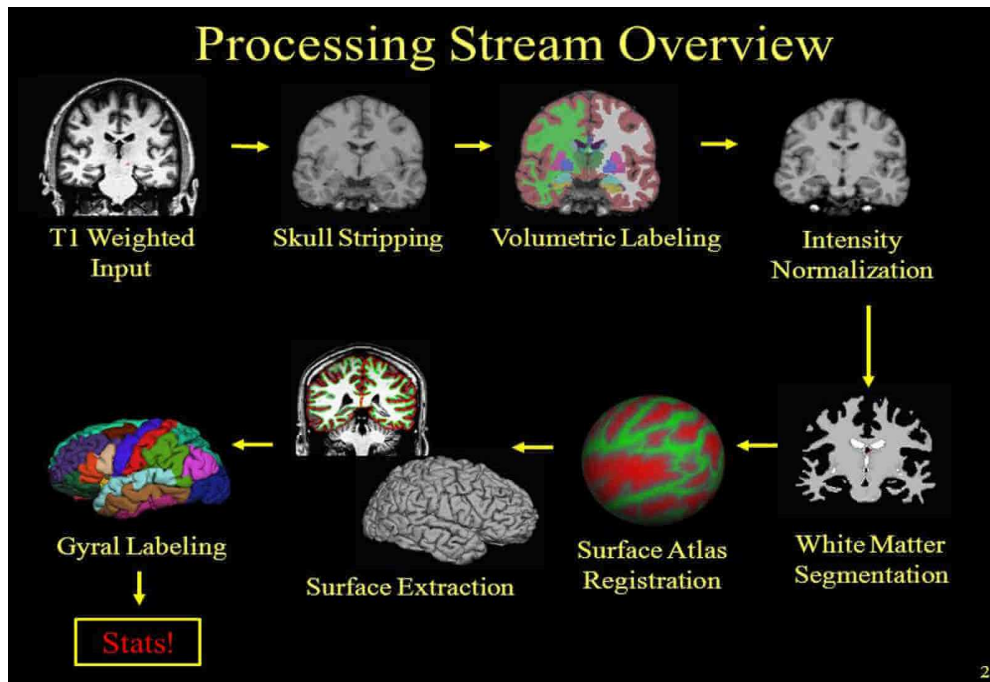 Processing Stream Overview
T1 Weighted
Input
Skull Stripping
Volumetric Labeling
Intensity
Normalization
White Matter
Segmentation
Surface Atlas
Registration
Surface Extraction
Gyral Labeling
Stats!
2